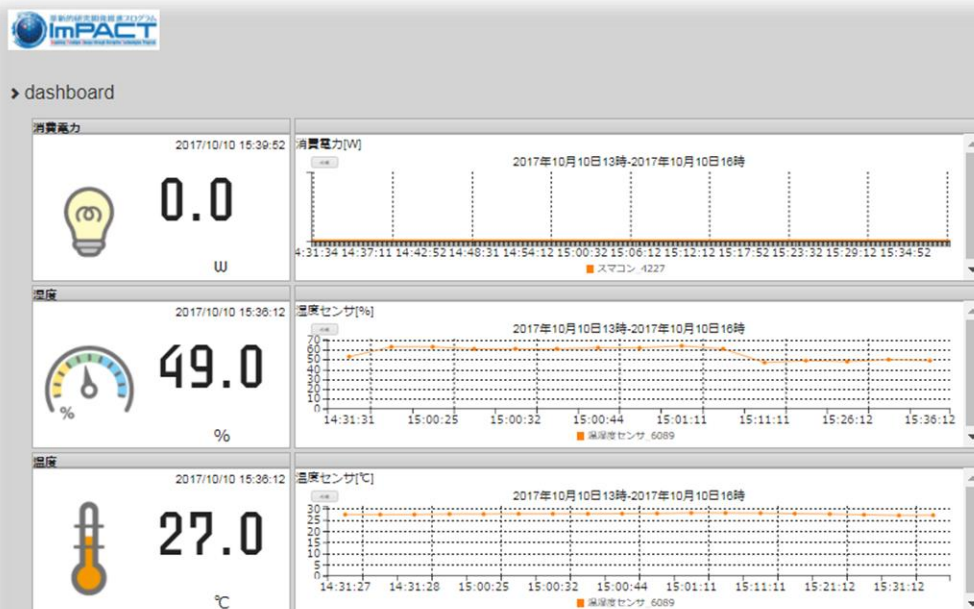 革新的研究開発推進プログラム
ImPACT
dashboard
消費電力
2017/10/10 15:39:52
0.0
W
消費電力[W]
2017年10月10日13時-2017年10月10日16時
4:31:34 14:37:11 14:42:52 14:48:31 14:54:12 15:00:32 15:06:12 15:12:12 15:17:52 15:23:32 15:29:12 15:34:52
スマコン_4227
湿度
2017/10/10 15:36:12
49.0
%
%
湿度センサ[%]
2017年10月10日13時-2017年10月10日16時
70
60
50
40
30
20
10
0
14:31:31 15:00:25 15:00:32 15:00:44 15:01:11 15:11:11 15:26:12 15:36:12
温湿度センサ_6089
温度
2017/10/10 15:36:12
27.0
℃
温度センサ[℃]
2017年10月10日13時-2017年10月10日16時
30
25
20
15
10
5
0
14:31:27 14:31:28 15:00:25 15:00:32 15:00:44 15:01:11 15:11:11 15:21:12 15:31:12
温湿度センサ_6089